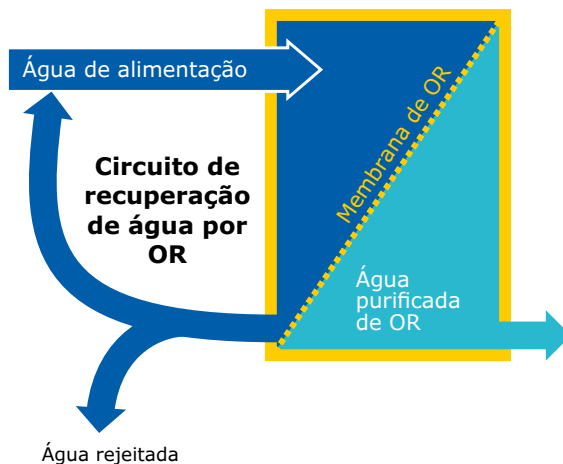 Água de alimentação
Membrana de OR
Circuito de
recuperação
de água por
OR
Água
purificada
de OR
Água rejeitada